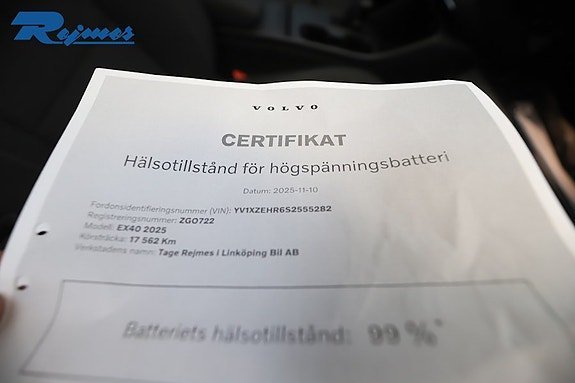 Rejmes
VOLVO
CERTIFIKAT
Hälsotillstånd för högspänningsbatteri
Datum: 2025-11-10
Fordonsidentifieringsnummer (VIN): YV1XZEHR6S2555282
Registreringsnummer: ZGO722
Modell: EX40 2025
Körsträcka: 17 562 Km
Verkstadens namn: Tage Rejmes i Linköping Bil AB
Batteriets hälsotillstånd: 99 %*